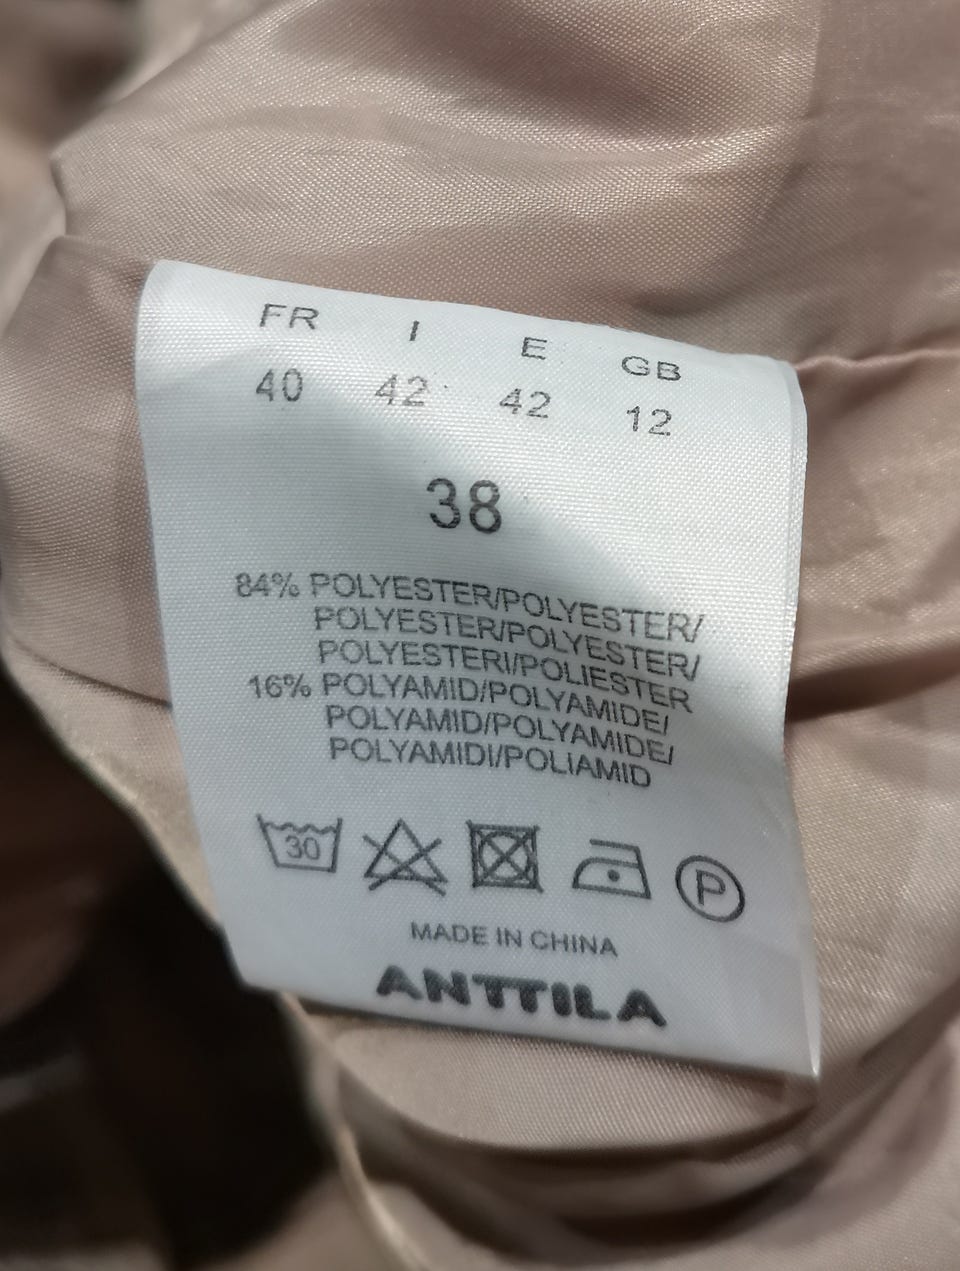 FR I E GB
40 42 42 12
38
84% POLYESTER/POLYESTER/
POLYESTER/POLYESTER/
POLYESTERI/POLIESTER
16% POLYAMID/POLYAMIDE/
POLYAMID/POLYAMIDE/
POLYAMIDI/POLIAMID
30 P
MADE IN CHINA
ANTTILA